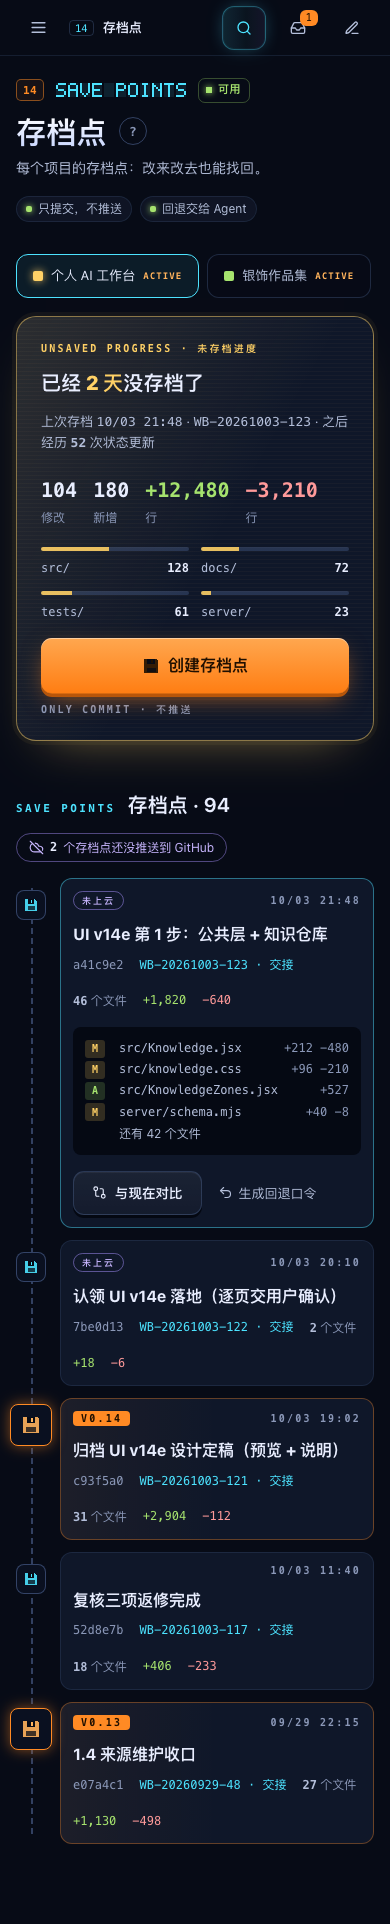 14 存档点
1
14 SAVE POINTS 可用
存档点 ?
每个项目的存档点：改来改去也能找回。
只提交，不推送 回退交给 Agent
个人 AI 工作台 ACTIVE 银饰作品集 ACTIVE
UNSAVED PROGRESS · 未存档进度
已经 2 天没存档了
上次存档 10/03 21:48 · WB-20261003-123 · 之后
经历 52 次状态更新
104 180 +12,480 −3,210
修改 新增 行 行
src/ 128 docs/ 72
tests/ 61 server/ 23
创建存档点
ONLY COMMIT · 不推送
SAVE POINTS 存档点 · 94
2 个存档点还没推送到 GitHub
未上云 10/03 21:48
UI v14e 第 1 步：公共层 + 知识仓库
a41c9e2 WB-20261003-123 · 交接
46 个文件 +1,820 −640
M src/Knowledge.jsx +212 −480
M src/knowledge.css +96 −210
A src/KnowledgeZones.jsx +527
M server/schema.mjs +40 −8
还有 42 个文件
与现在对比 生成回退口令
未上云 10/03 20:10
认领 UI v14e 落地（逐页交用户确认）
7be0d13 WB-20261003-122 · 交接 2 个文件
+18 −6
V0.14 10/03 19:02
归档 UI v14e 设计定稿（预览 + 说明）
c93f5a0 WB-20261003-121 · 交接
31 个文件 +2,904 −112
10/03 11:40
复核三项返修完成
52d8e7b WB-20261003-117 · 交接
18 个文件 +406 −233
V0.13 09/29 22:15
1.4 来源维护收口
e07a4c1 WB-20260929-48 · 交接 27 个文件
+1,130 −498